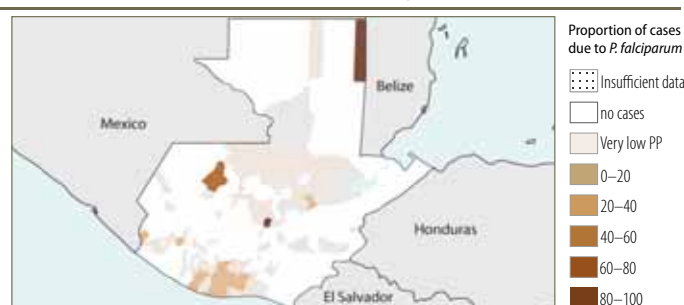 Proportion of cases
due to P. falciparum
Insufficient data
no cases
Very low PP
0–20
20–40
40–60
60–80
80–100
Belize
Mexico
Honduras
El Salvador